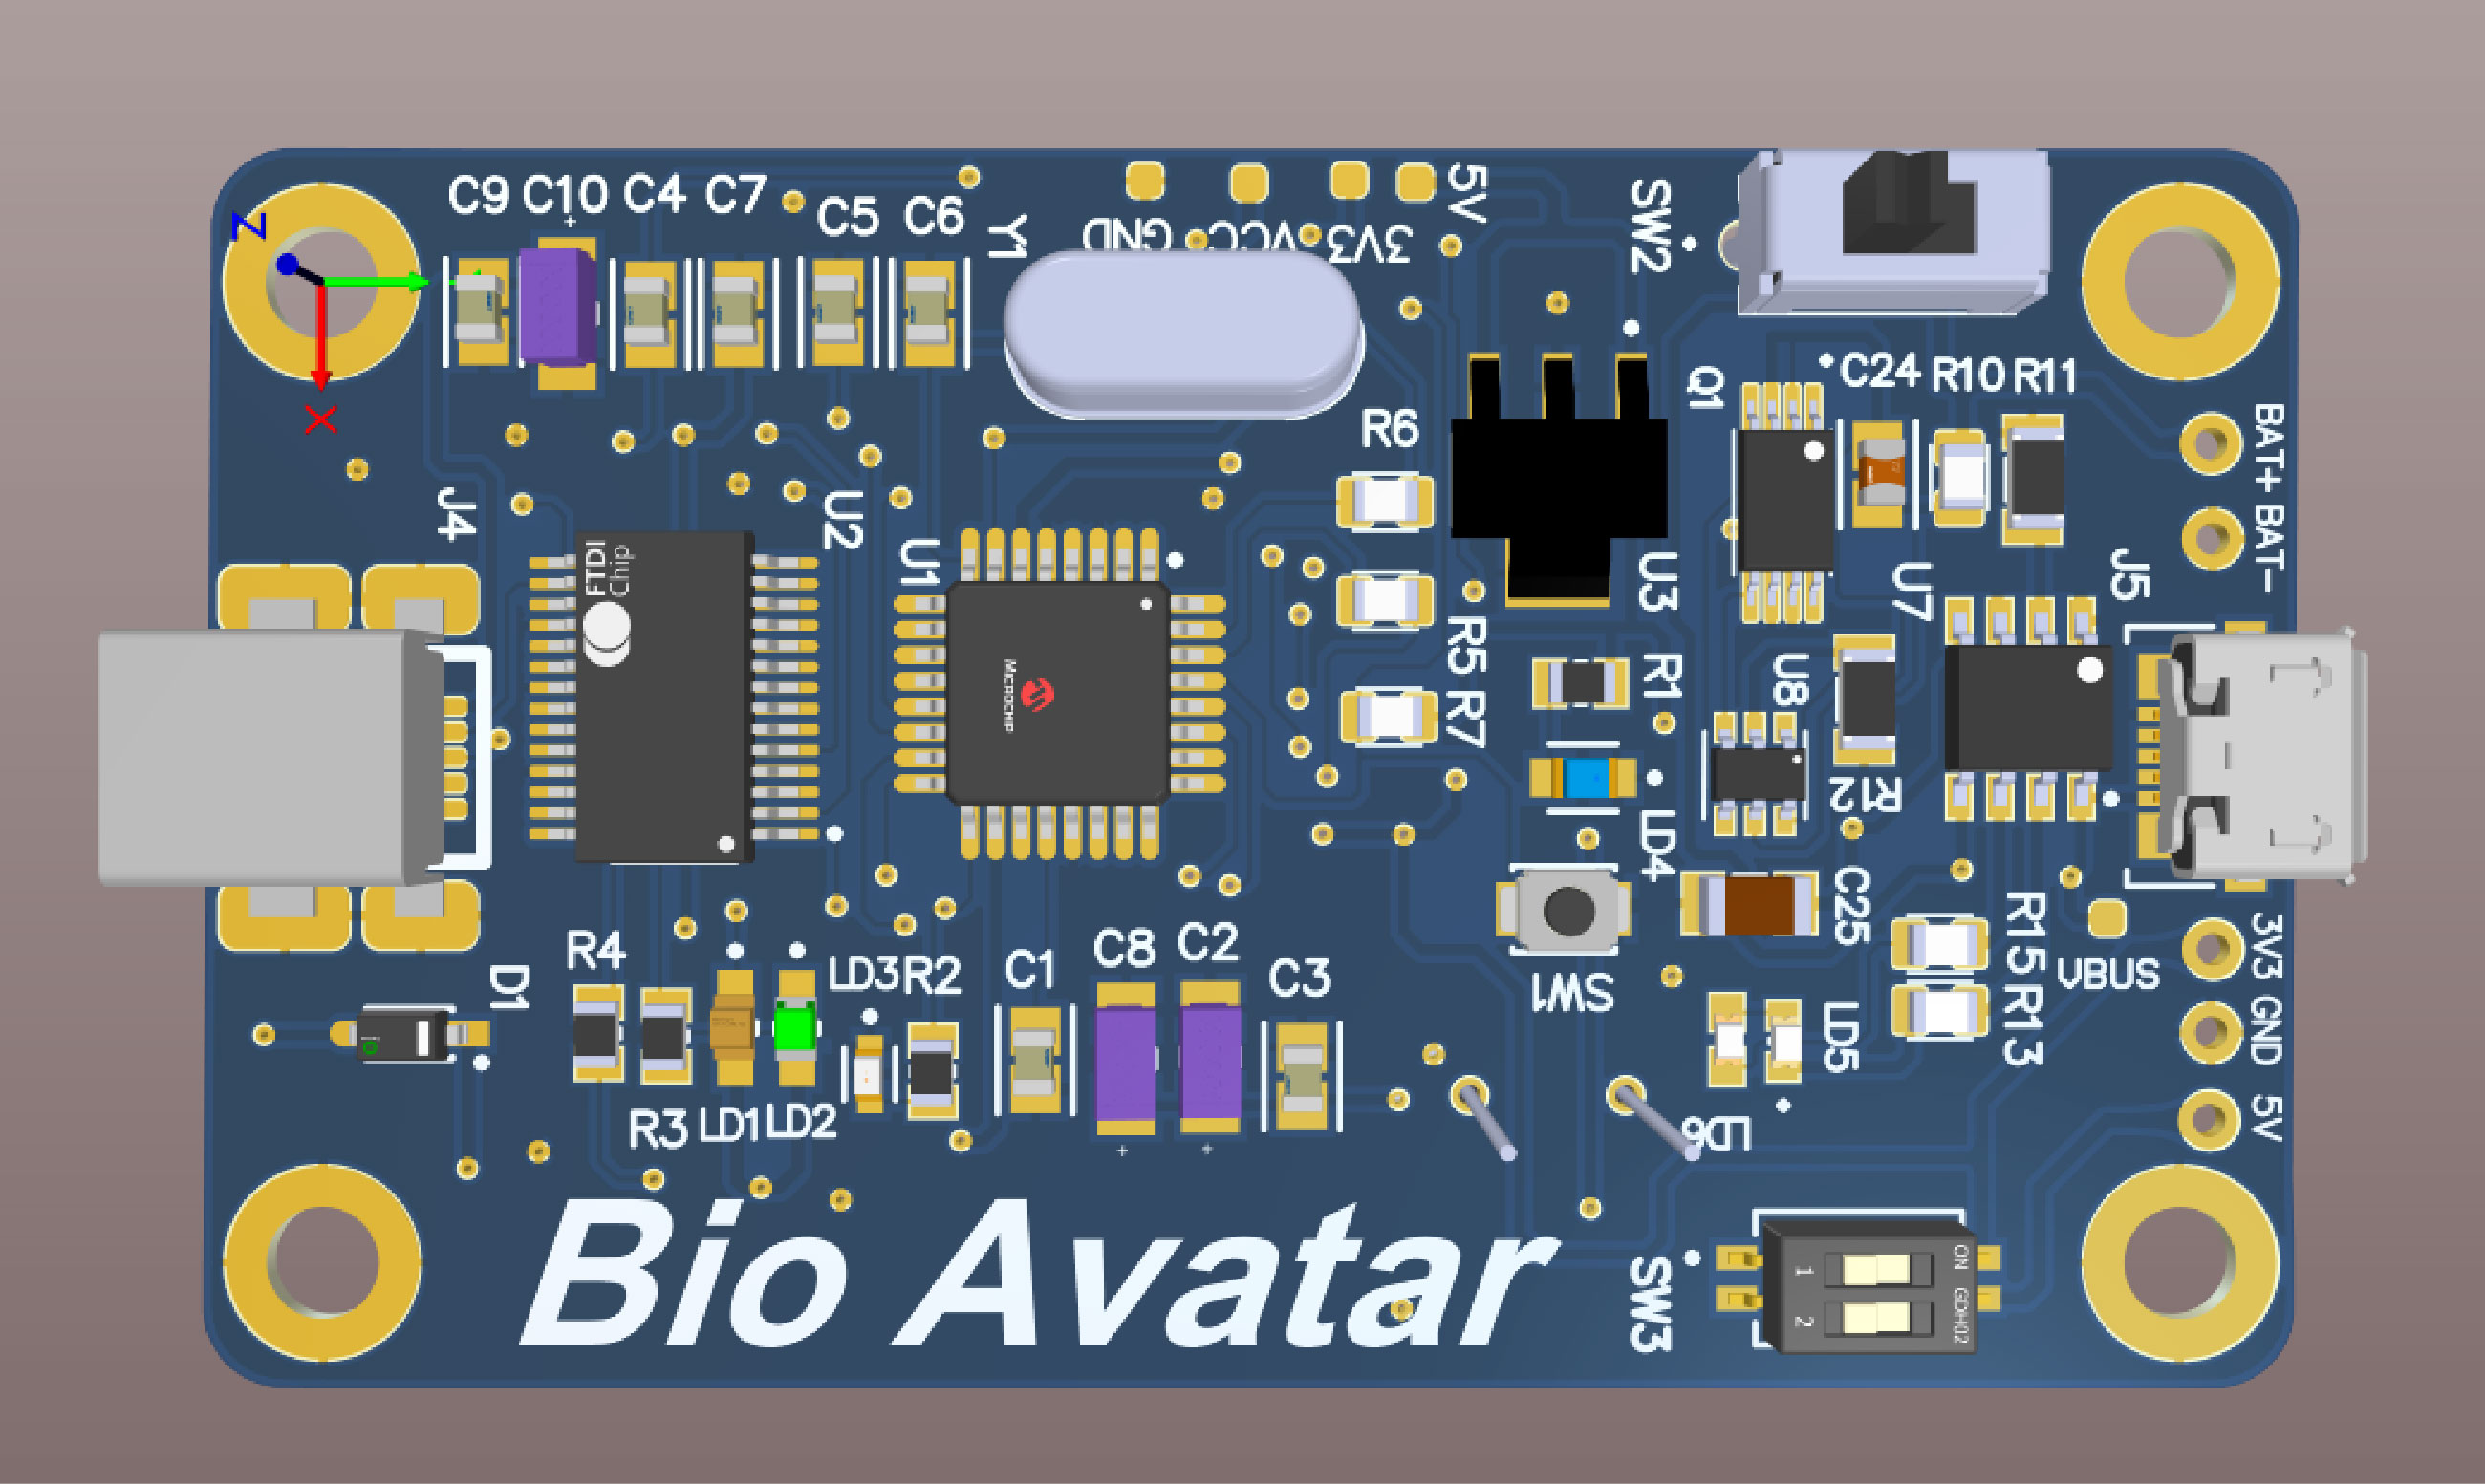 C9 C10 C4 C7 C5 C6
+
Y1
GND VCC 3V3 5V
SW2
Z
X
J4
U2
U1
FTDI
Chip
MICROCHIP
R6
R5 R7
U3
Q1
C24 R10 R11
BAT+ BAT-
U7
J5
R1
U8
R12
LD4
C25
SW1
R15 R13
VBUS
3V3 GND 5V
LD5
LD6
D1
R4
R3 LD1 LD2
LD3 R2
C1 C8 C2 C3
+ +
Bio Avatar
SW3
1
2
ON GDH02